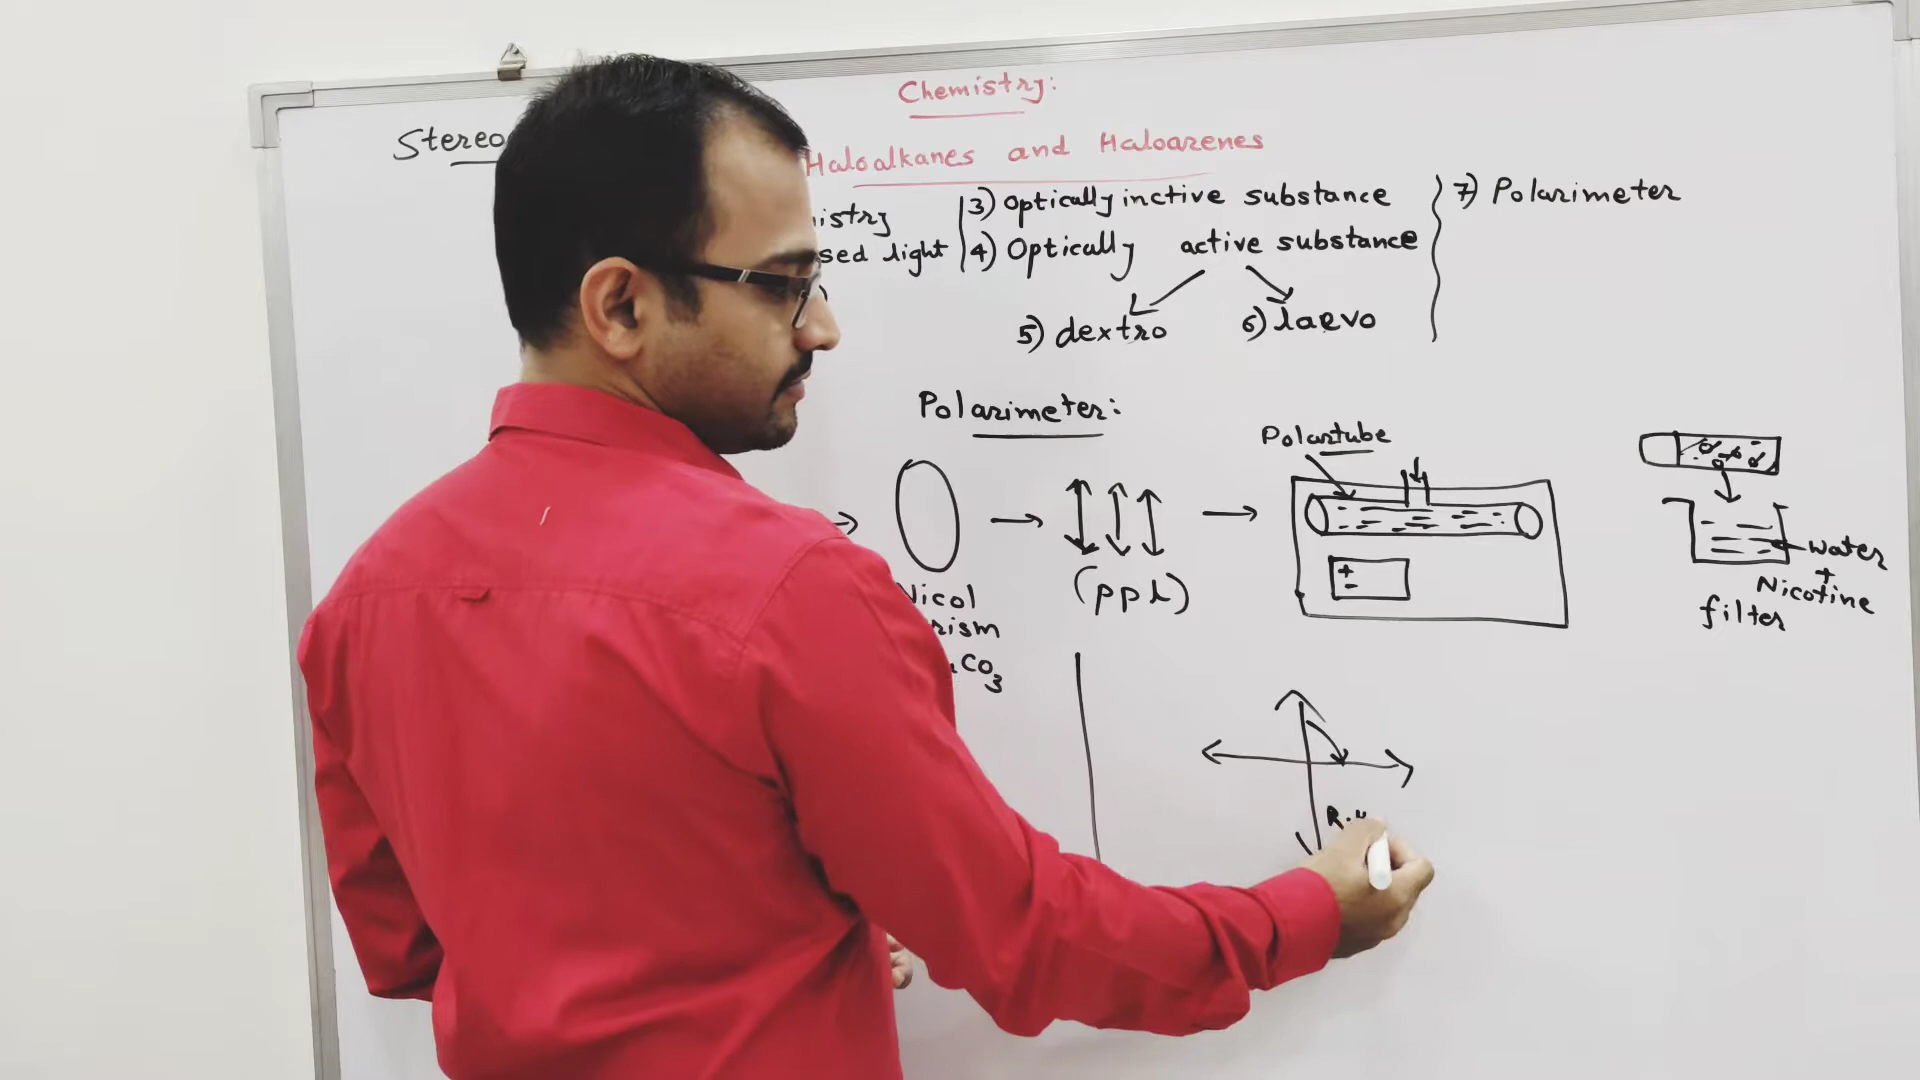 Chemistry:
Stereo
Haloalkanes and Haloarenes
istry
sed light
3) Optically inctive substance
4) Optically active substance
5) dextro
6) laevo
7) Polarimeter
Polarimeter:
Nicol
rism
CO3
(ppl)
Polartube
+
-
water
+
Nicotine
filter